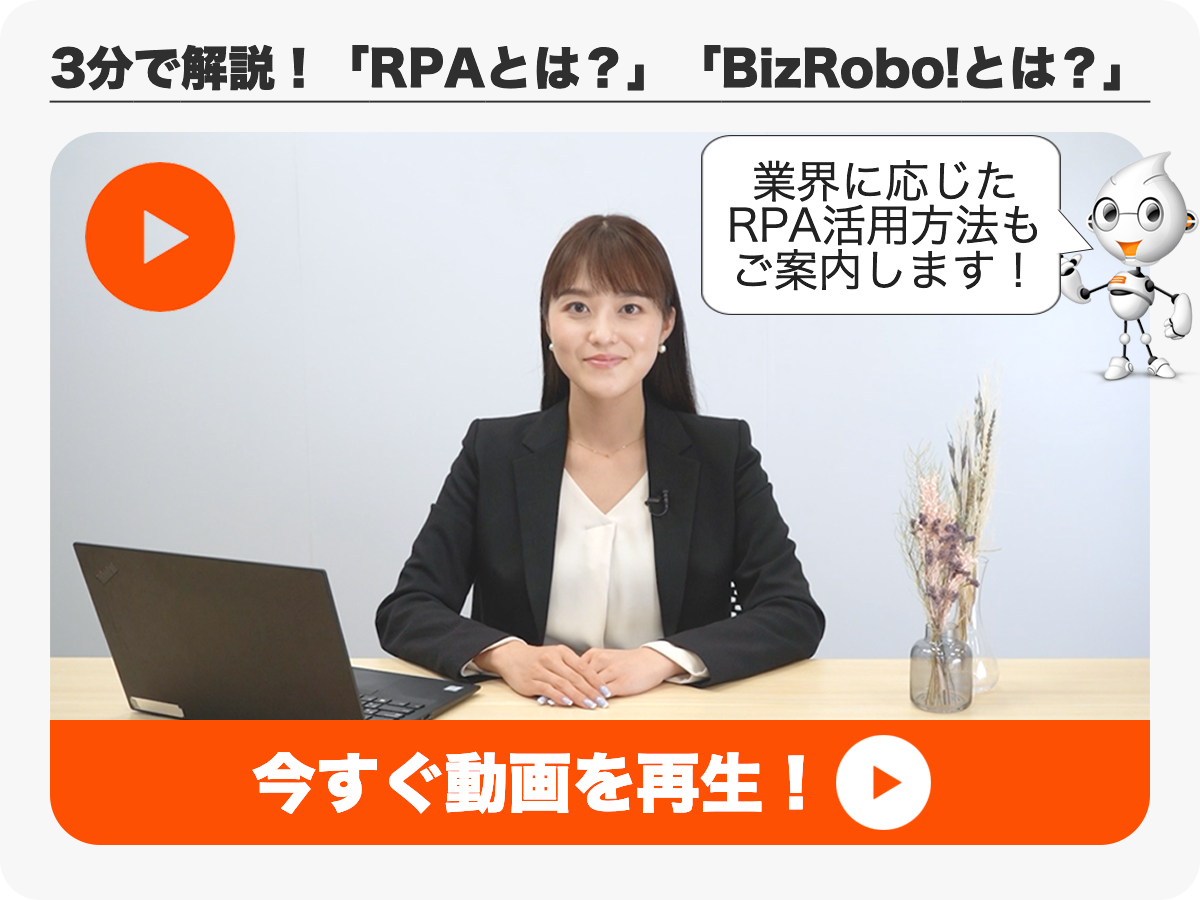 3分で解説！「RPAとは？」「BizRobo!とは？」
業界に応じた
RPA活用方法も
ご案内します！
今すぐ動画を再生！